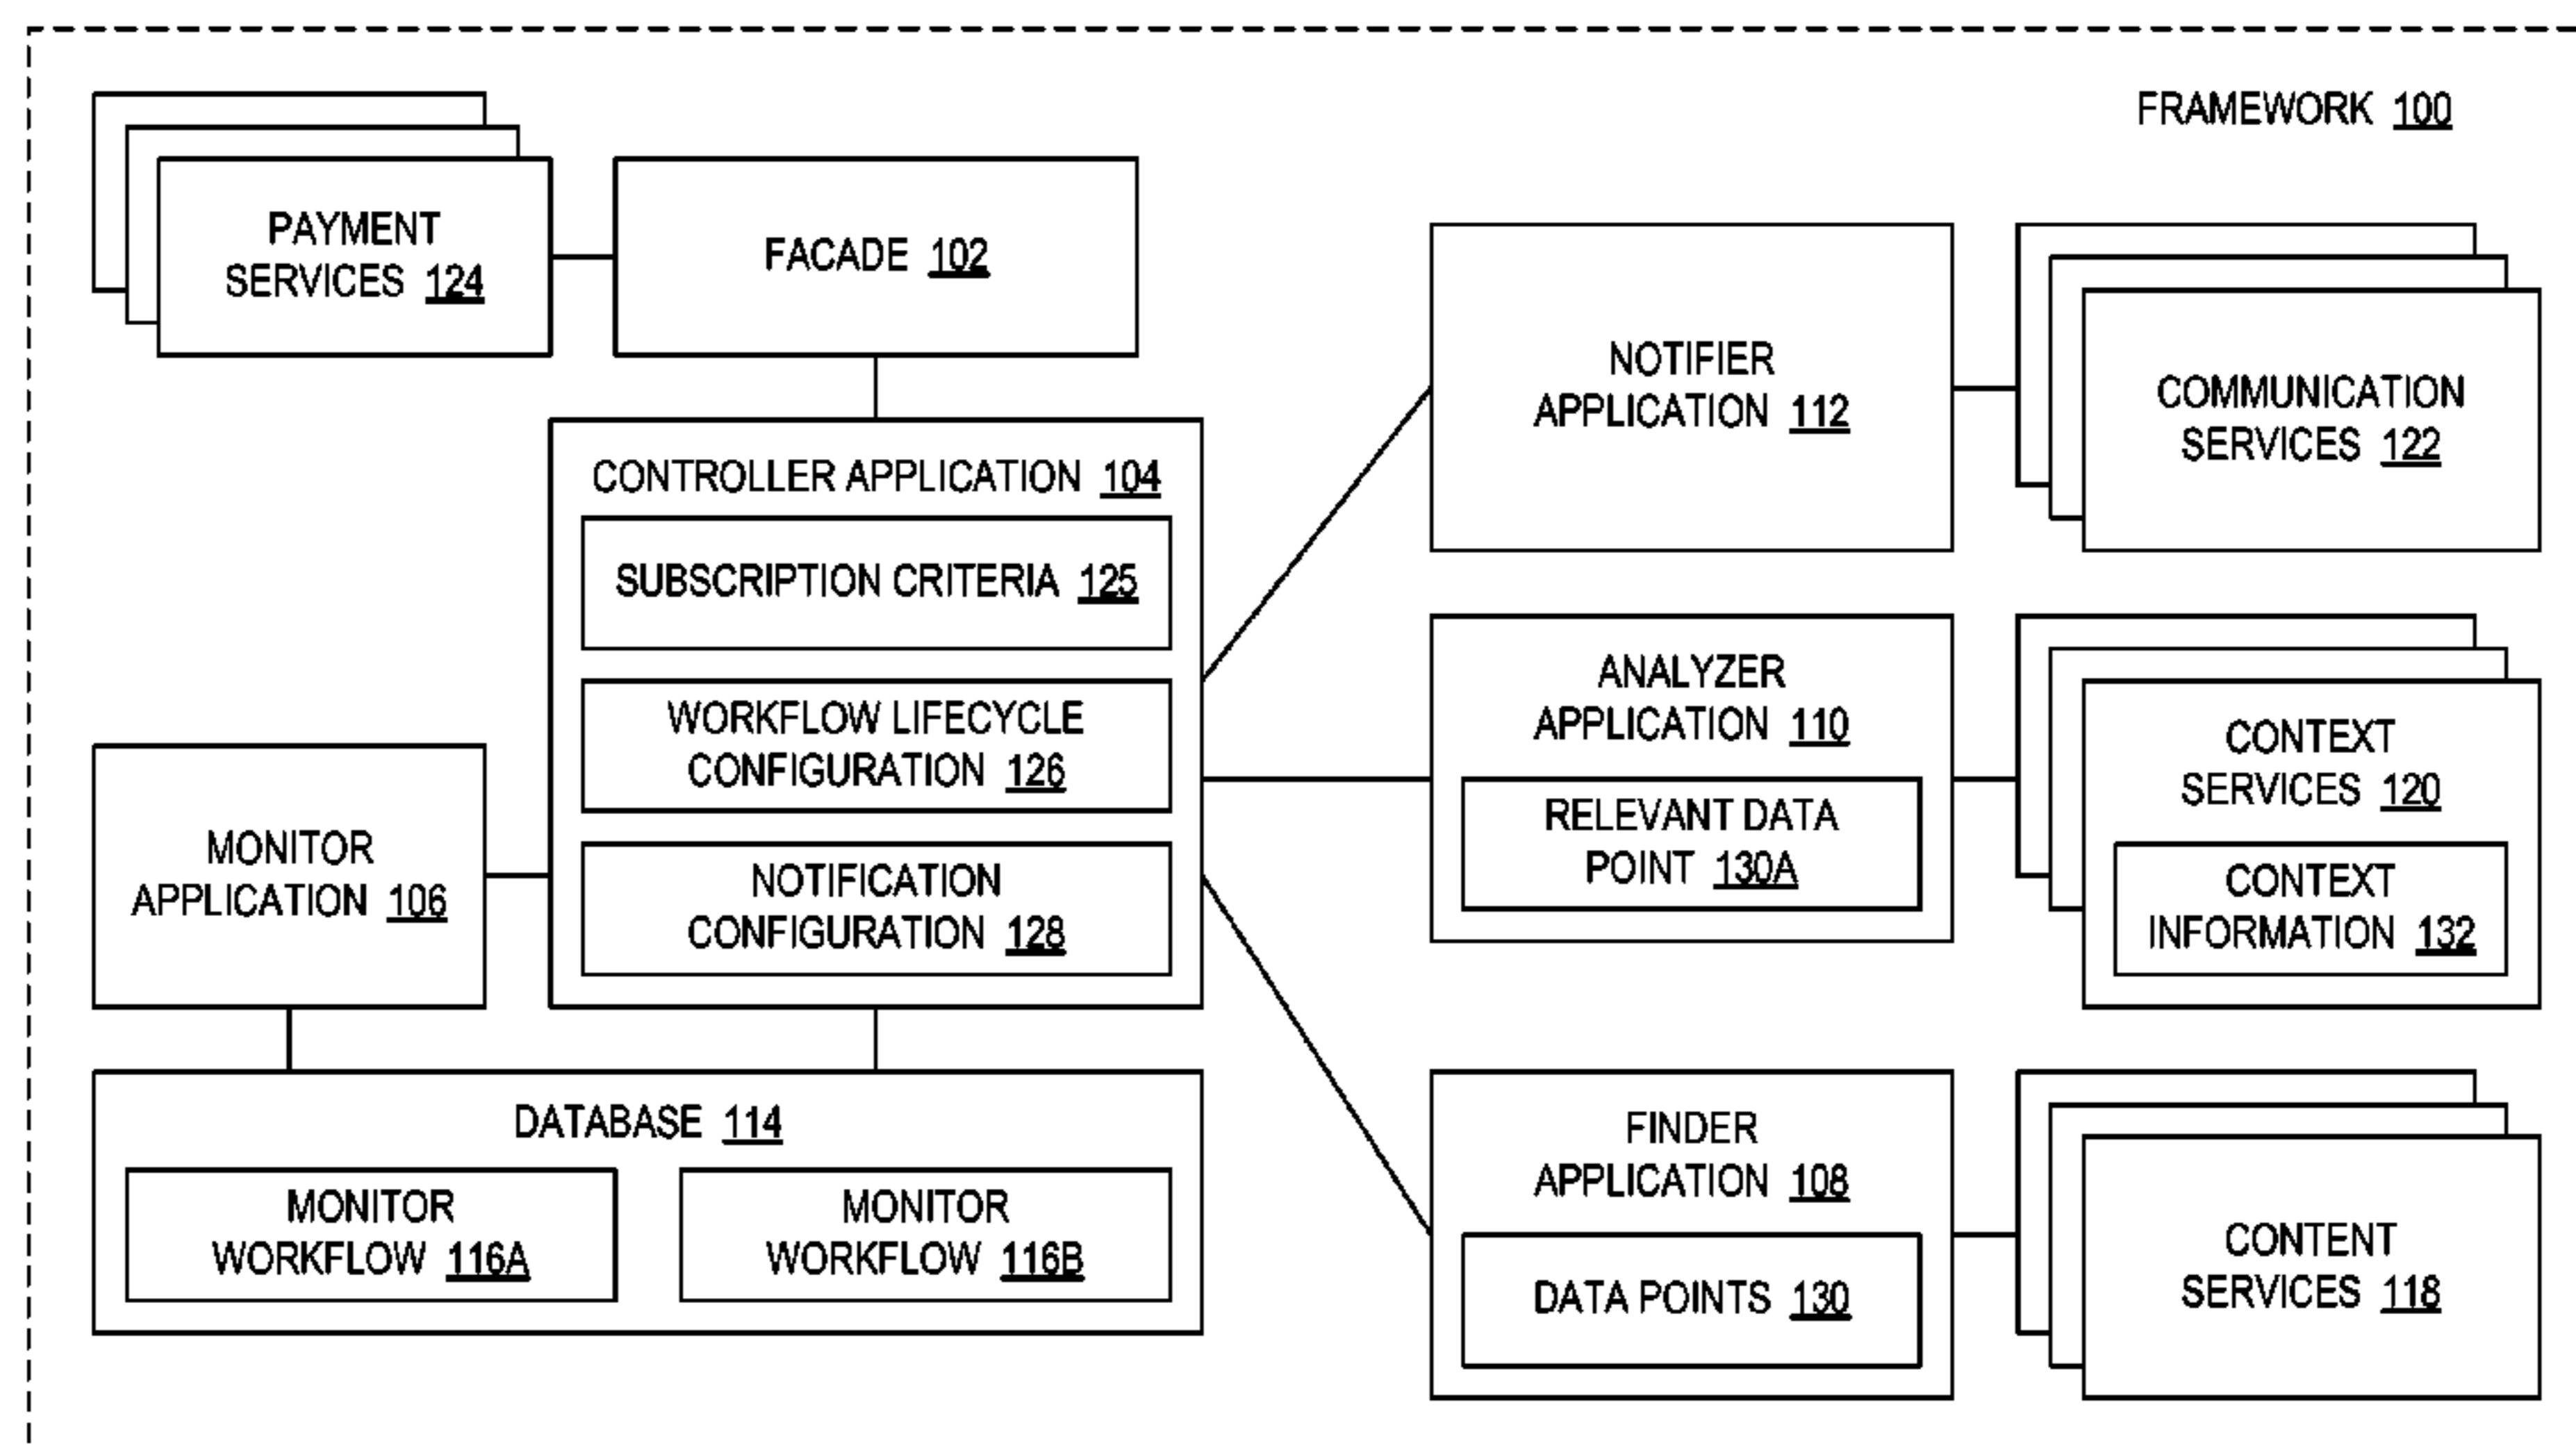 FRAMEWORK 100
PAYMENT
SERVICES 124
FACADE 102
CONTROLLER APPLICATION 104
SUBSCRIPTION CRITERIA 125
WORKFLOW LIFECYCLE
CONFIGURATION 126
NOTIFICATION
CONFIGURATION 128
MONITOR
APPLICATION 106
DATABASE 114
MONITOR
WORKFLOW 116A
MONITOR
WORKFLOW 116B
NOTIFIER
APPLICATION 112
COMMUNICATION
SERVICES 122
ANALYZER
APPLICATION 110
RELEVANT DATA
POINT 130A
CONTEXT
SERVICES 120
CONTEXT
INFORMATION 132
FINDER
APPLICATION 108
DATA POINTS 130
CONTENT
SERVICES 118